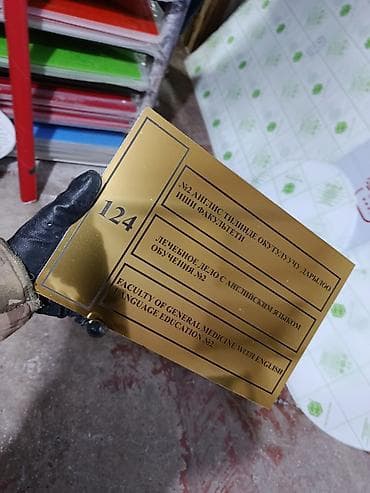 124
№2 АНГЛИС ТИЛИНДЕ ОКУТУЛУУЧУ ДАРЫЛОО
ИШИ ФАКУЛЬТЕТИ
ЛЕЧЕБНОЕ ДЕЛО С АНГЛИЙСКИМ ЯЗЫКОМ
ОБУЧЕНИЯ №2
FACULTY OF GENERAL MEDICINE WITH ENGLISH
LANGUAGE EDUCATION №2